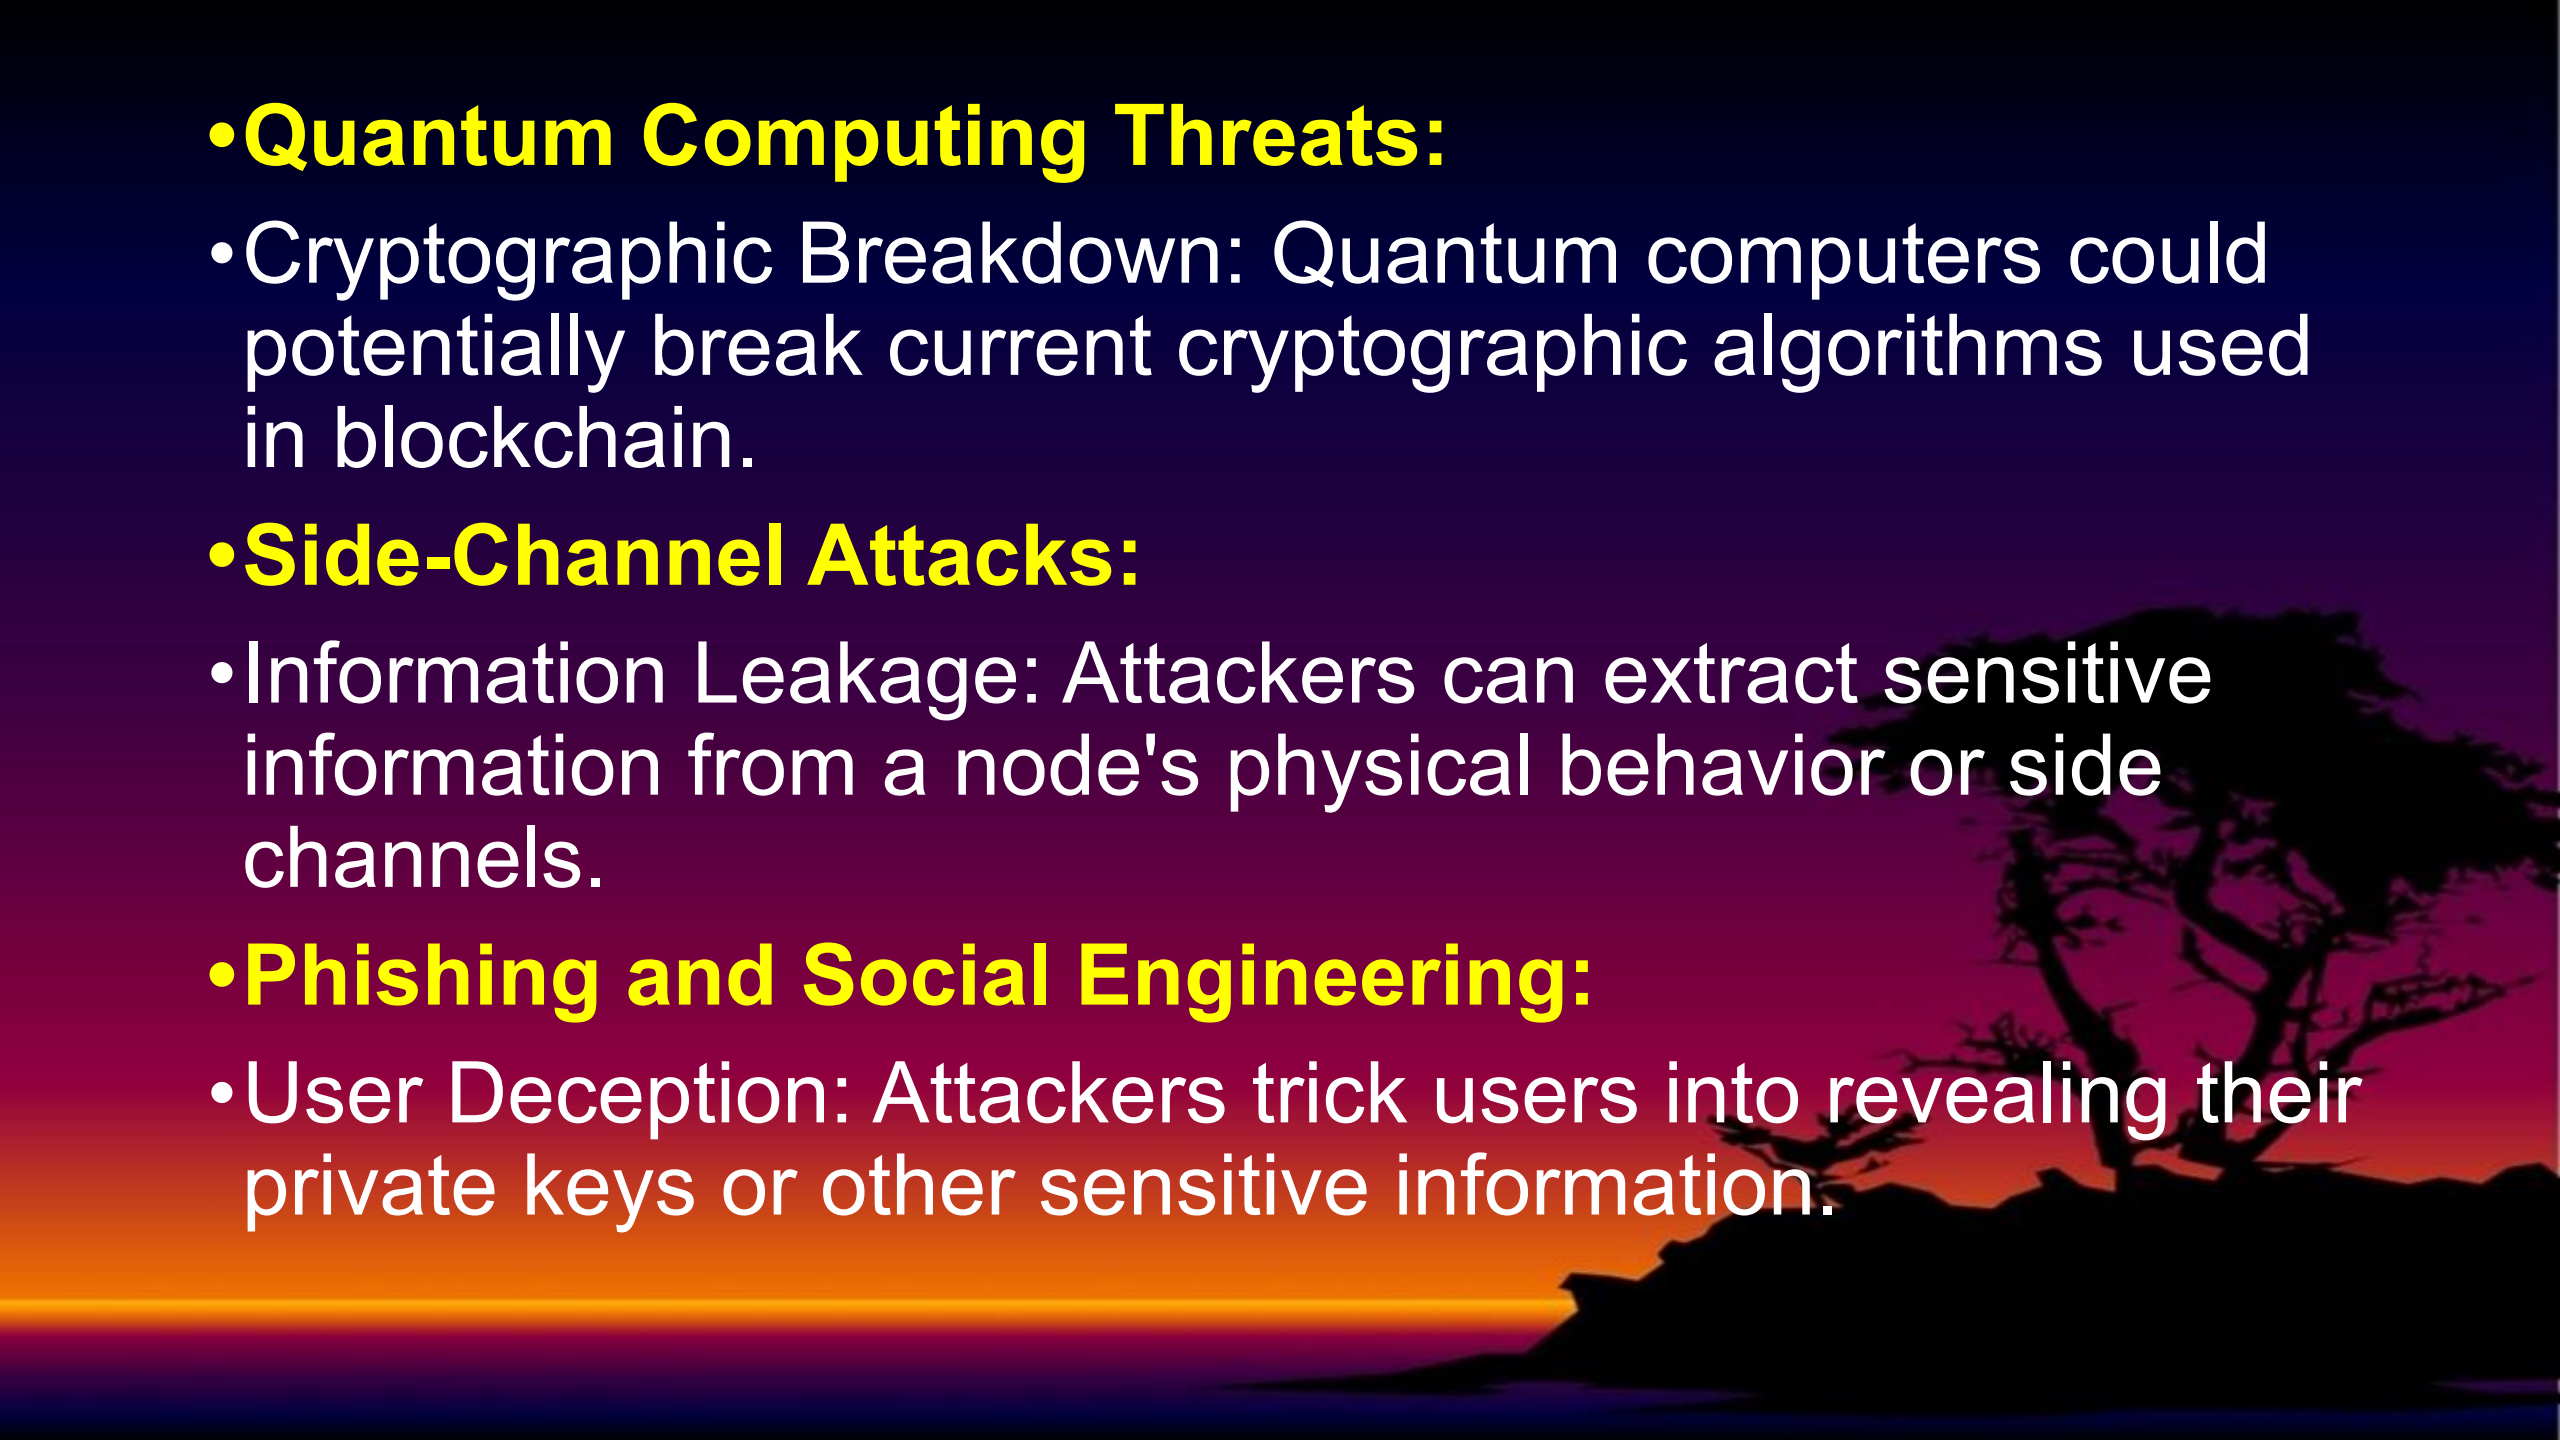 •Quantum Computing Threats:
•Cryptographic Breakdown: Quantum computers could
potentially break current cryptographic algorithms used
in blockchain.
•Side-Channel Attacks:
•Information Leakage: Attackers can extract sensitive
information from a node's physical behavior or side
channels.
•Phishing and Social Engineering:
•User Deception: Attackers trick users into revealing their
private keys or other sensitive information.